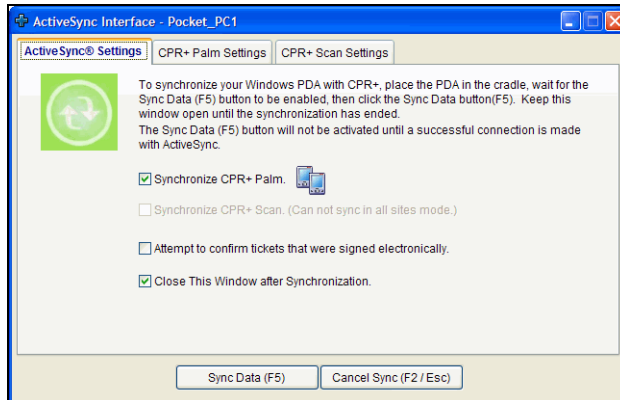 ActiveSync Interface - Pocket_PC1
ActiveSync® Settings CPR+ Palm Settings CPR+ Scan Settings
To synchronize your Windows PDA with CPR+, place the PDA in the cradle, wait for the
Sync Data (F5) button to be enabled, then click the Sync Data button(F5). Keep this
window open until the synchronization has ended.
The Sync Data (F5) button will not be activated until a successful connection is made
with ActiveSync.
Synchronize CPR+ Palm.
Synchronize CPR+ Scan. (Can not sync in all sites mode.)
Attempt to confirm tickets that were signed electronically.
Close This Window after Synchronization.
Sync Data (F5) Cancel Sync (F2 / Esc)